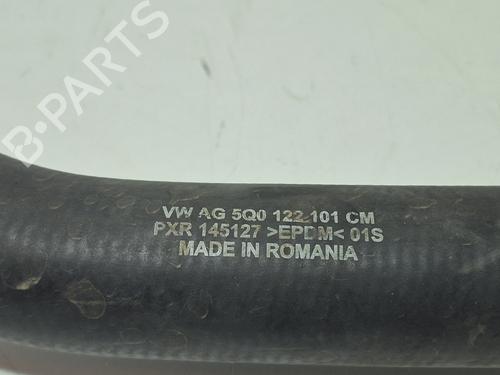 B-PARTS
VW AG 5Q0 122 101 CM
PXR 145127 >EPDM< 01S
MADE IN ROMANIA